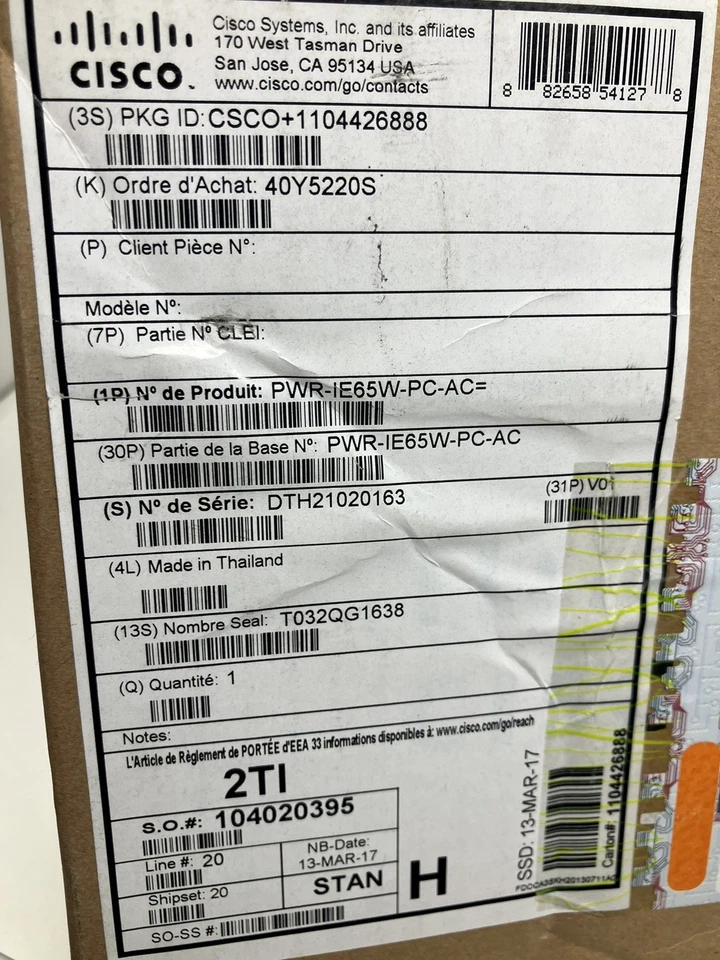 CISCO
Cisco Systems, Inc. and its affiliates
170 West Tasman Drive
San Jose, CA 95134 USA
www.cisco.com/go/contacts
8 82658 54127 8
(3S) PKG ID:CSCO+1104426888
(K) Ordre d'Achat: 40Y5220S
(P) Client Pièce N°:
Modèle N°:
(7P) Partie N° CLEI:
(1P) N° de Produit: PWR-IE65W-PC-AC=
(30P) Partie de la Base N°: PWR-IE65W-PC-AC
(S) N° de Série: DTH21020163
(31P) V01
(4L) Made in Thailand
(13S) Nombre Seal: T032QG1638
(Q) Quantité: 1
Notes:
L'Article de Règlement de PORTÉE d'EEA 33 informations disponibles à: www.cisco.com/go/reach
2TI
S.O.#: 104020395
Line #: 20
NB-Date:
13-MAR-17
Shipset: 20
STAN
H
SO-SS #:
SSD: 13-MAR-17
Carton#: 1104426888